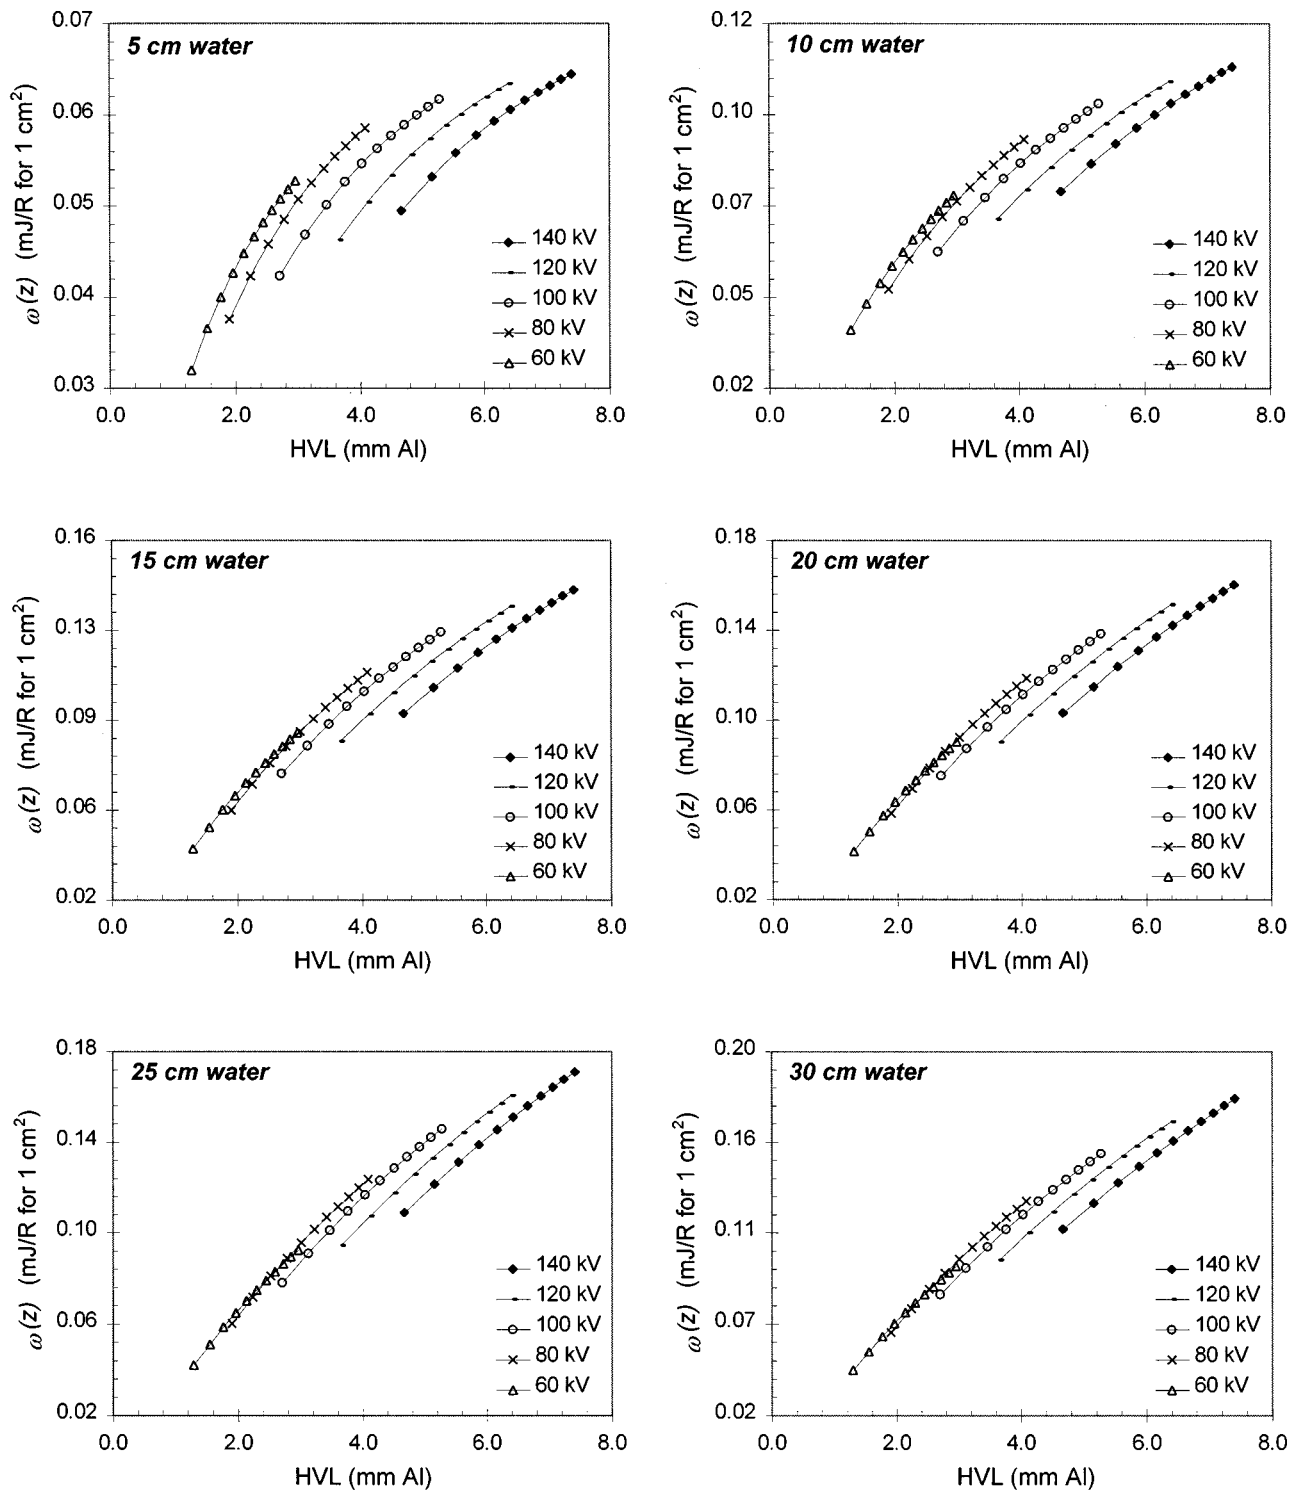 5 cm water
0.07
0.06
0.05
0.04
0.03
ω(z) (mJ/R for 1 cm²)
140 kV
120 kV
100 kV
80 kV
60 kV
0.0 2.0 4.0 6.0 8.0
HVL (mm Al)
10 cm water
0.12
0.10
0.07
0.05
0.02
ω(z) (mJ/R for 1 cm²)
140 kV
120 kV
100 kV
80 kV
60 kV
0.0 2.0 4.0 6.0 8.0
HVL (mm Al)
15 cm water
0.16
0.13
0.09
0.06
0.02
ω(z) (mJ/R for 1 cm²)
140 kV
120 kV
100 kV
80 kV
60 kV
0.0 2.0 4.0 6.0 8.0
HVL (mm Al)
20 cm water
0.18
0.14
0.10
0.06
0.02
ω(z) (mJ/R for 1 cm²)
140 kV
120 kV
100 kV
80 kV
60 kV
0.0 2.0 4.0 6.0 8.0
HVL (mm Al)
25 cm water
0.18
0.14
0.10
0.06
0.02
ω(z) (mJ/R for 1 cm²)
140 kV
120 kV
100 kV
80 kV
60 kV
0.0 2.0 4.0 6.0 8.0
HVL (mm Al)
30 cm water
0.20
0.16
0.11
0.07
0.02
ω(z) (mJ/R for 1 cm²)
140 kV
120 kV
100 kV
80 kV
60 kV
0.0 2.0 4.0 6.0 8.0
HVL (mm Al)